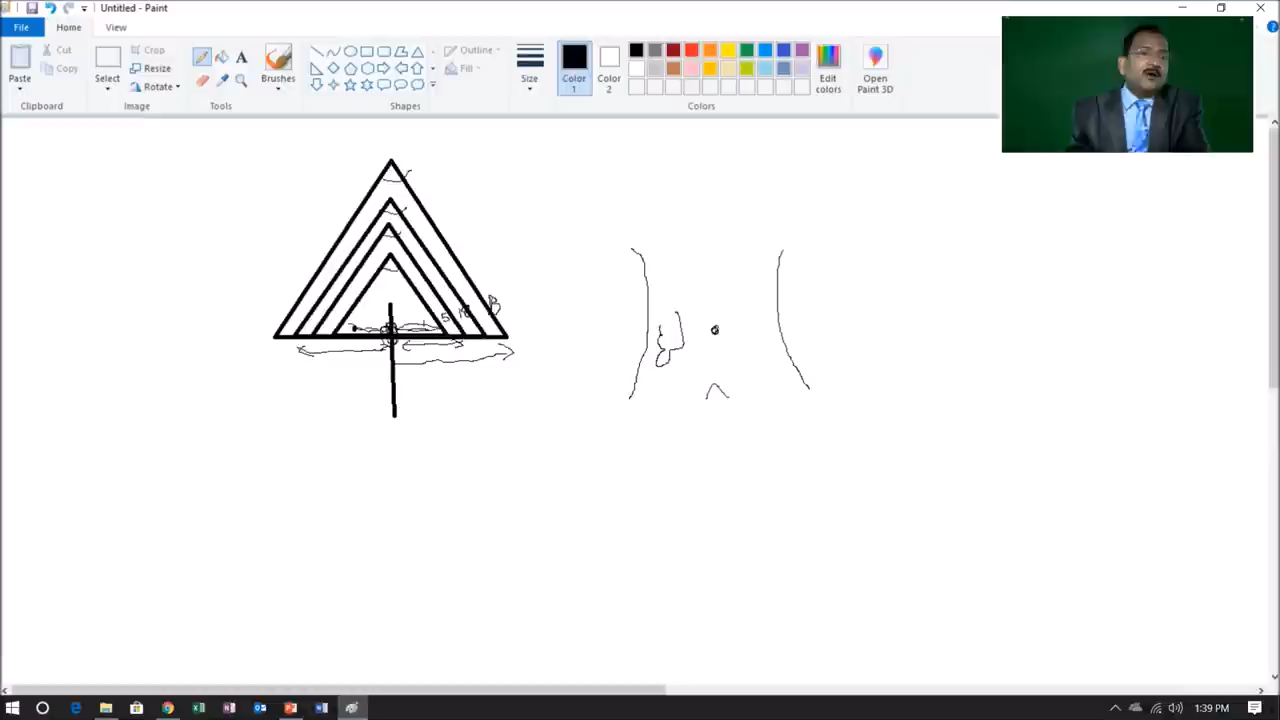 Untitled - Paint
File Home View
Paste
Cut
Copy
Clipboard
Select
Crop
Resize
Rotate
Image
Tools
Brushes
Shapes
Outline
Fill
Size
Color 1
Color 2
Colors
Edit colors
Open Paint 3D
5
B
1:39 PM